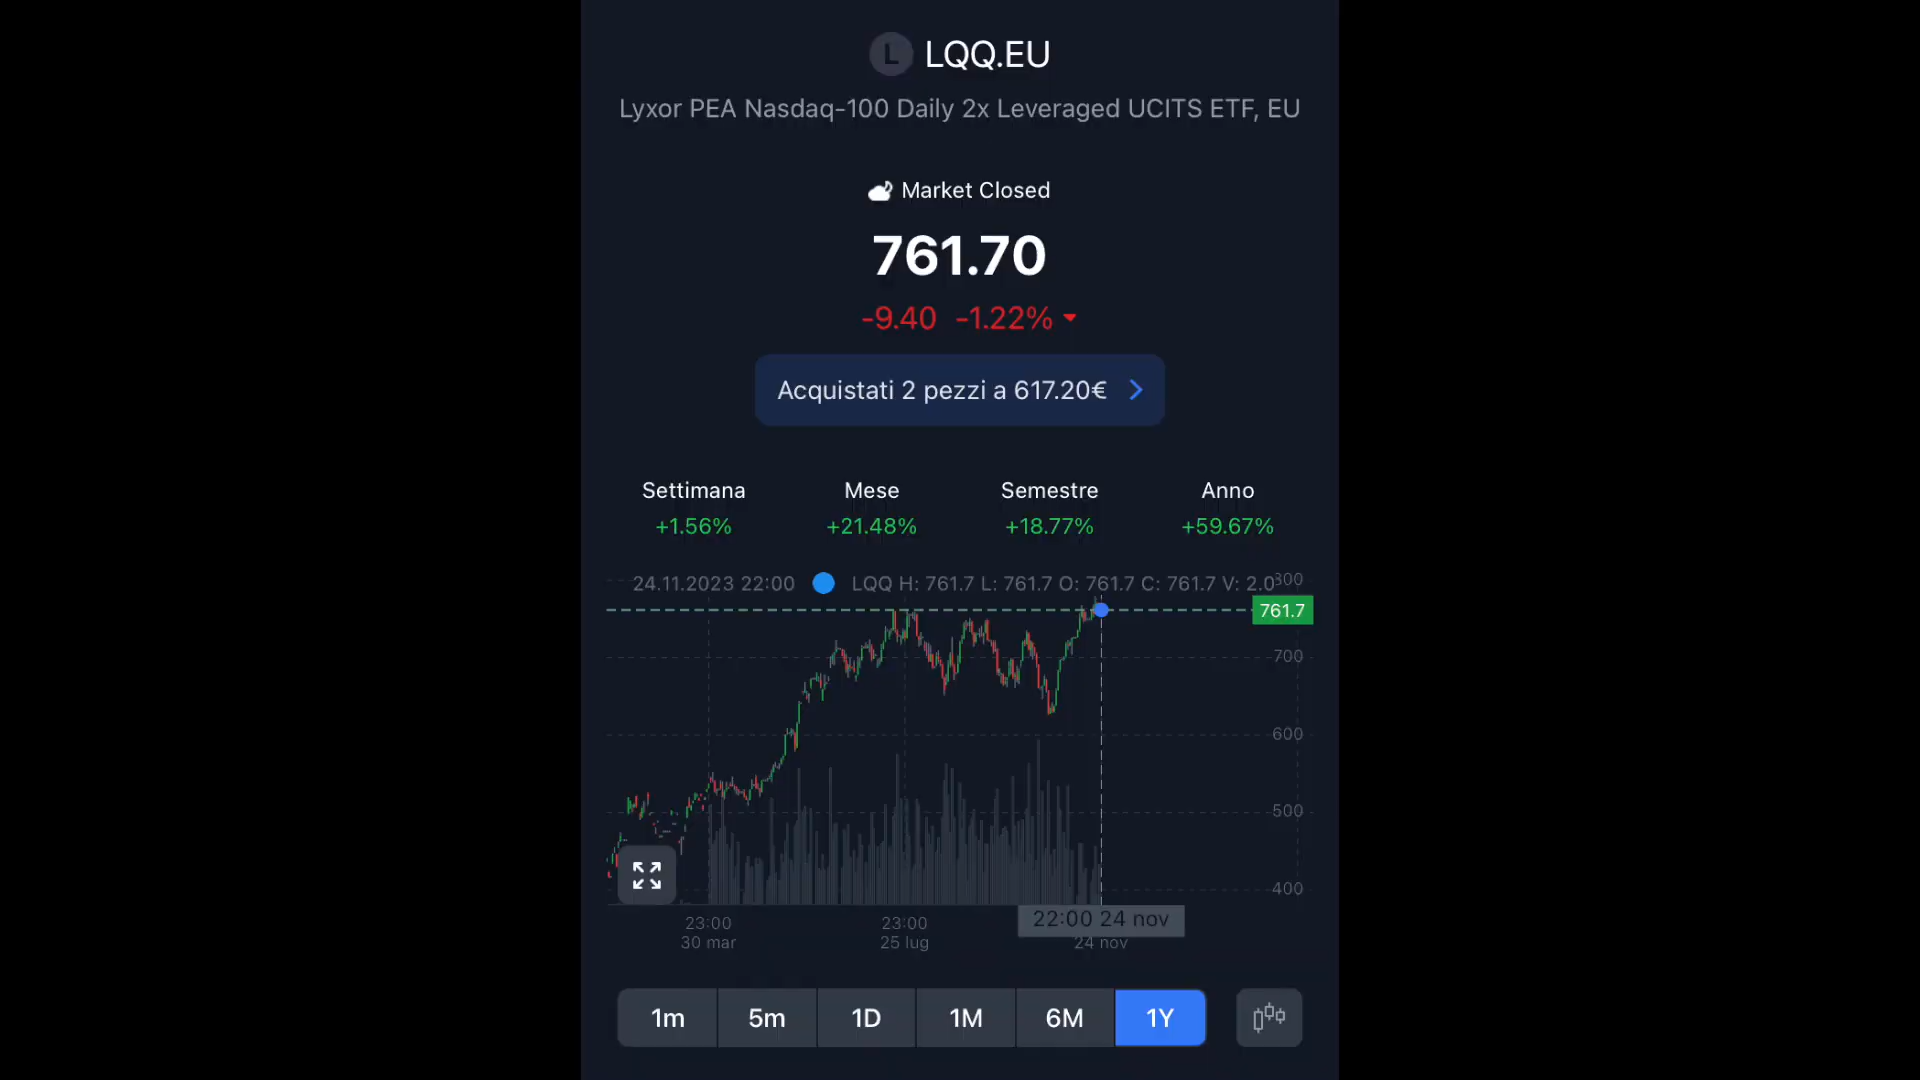 L LQQ.EU
Lyxor PEA Nasdaq-100 Daily 2x Leveraged UCITS ETF, EU
Market Closed
761.70
-9.40 -1.22%
Acquistati 2 pezzi a 617.20€
Settimana Mese Semestre Anno
+1.56% +21.48% +18.77% +59.67%
24.11.2023 22:00 LQQ H: 761.7 L: 761.7 O: 761.7 C: 761.7 V: 2.0
800
761.7
700
600
500
400
23:00 23:00 22:00 24 nov
30 mar 25 lug 24 nov
1m 5m 1D 1M 6M 1Y